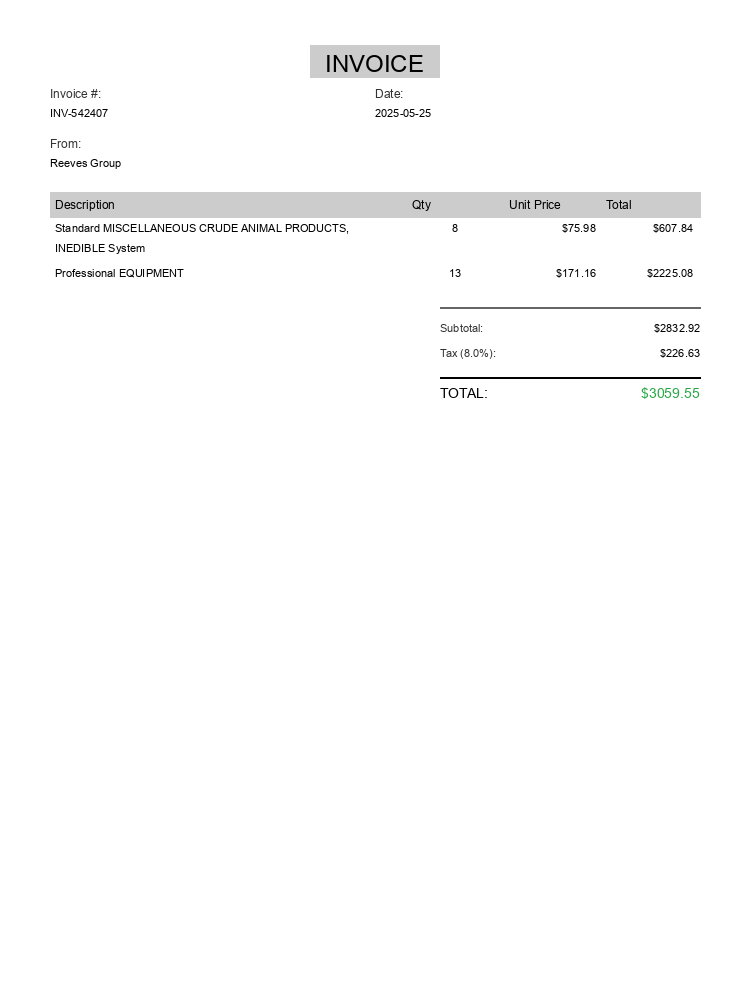 INVOICE
Invoice #: Date:
INV-542407 2025-05-25
From:
Reeves Group
Description Qty Unit Price Total
Standard MISCELLANEOUS CRUDE ANIMAL PRODUCTS, 8 $75.98 $607.84
INEDIBLE System
Professional EQUIPMENT 13 $171.16 $2225.08
Subtotal: $2832.92
Tax (8.0%): $226.63
TOTAL: $3059.55